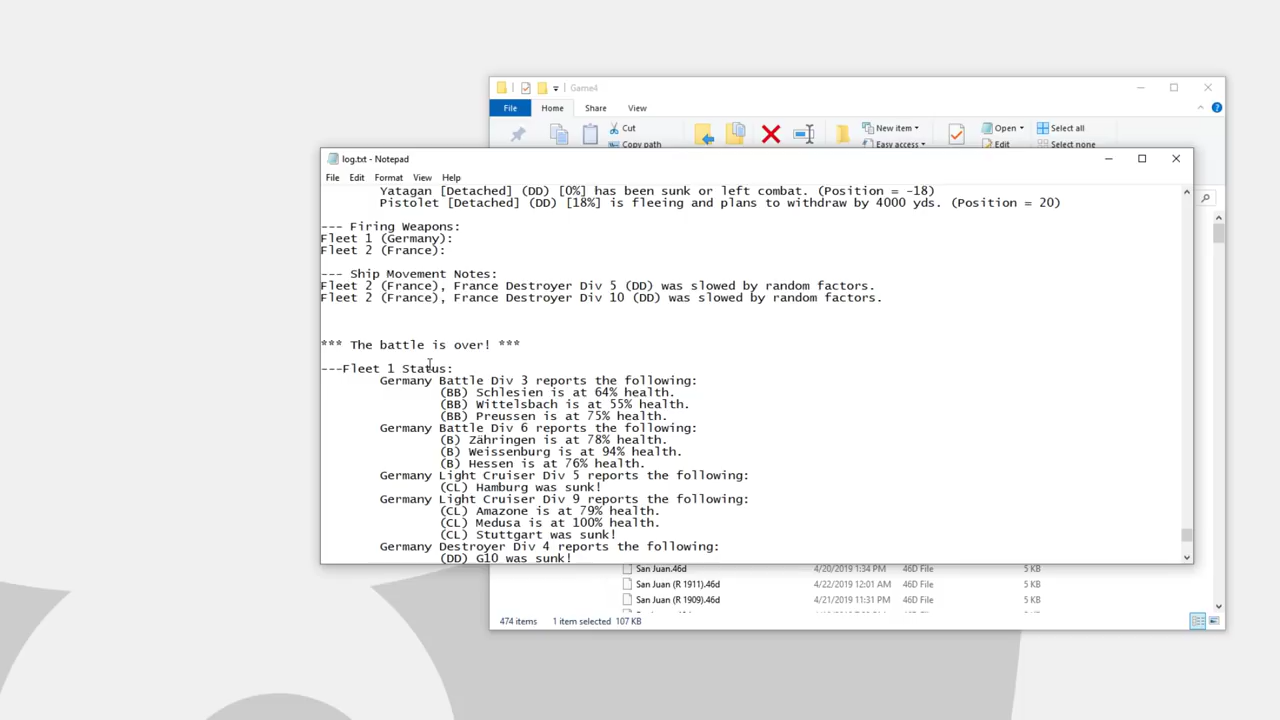 Game4
File Home Share View
Cut
Copy path
New item
Easy access
Open
Edit
Select all
Select none
log.txt - Notepad
File Edit Format View Help
Yatagan [Detached] (DD) [0%] has been sunk or left combat. (Position = -18)
Pistolet [Detached] (DD) [18%] is fleeing and plans to withdraw by 4000 yds. (Position = 20)
--- Firing Weapons:
Fleet 1 (Germany):
Fleet 2 (France):
--- Ship Movement Notes:
Fleet 2 (France), France Destroyer Div 5 (DD) was slowed by random factors.
Fleet 2 (France), France Destroyer Div 10 (DD) was slowed by random factors.
*** The battle is over! ***
---Fleet 1 Status:
Germany Battle Div 3 reports the following:
(BB) Schlesien is at 64% health.
(BB) Wittelsbach is at 55% health.
(BB) Preussen is at 75% health.
Germany Battle Div 6 reports the following:
(B) Zähringen is at 78% health.
(B) Weissenburg is at 94% health.
(B) Hessen is at 76% health.
Germany Light Cruiser Div 5 reports the following:
(CL) Hamburg was sunk!
Germany Light Cruiser Div 9 reports the following:
(CL) Amazone is at 79% health.
(CL) Medusa is at 100% health.
(CL) Stuttgart was sunk!
Germany Destroyer Div 4 reports the following:
(DD) G10 was sunk!
San Juan.46d 4/20/2019 1:34 PM 46D File 5 KB
San Juan (R 1911).46d 4/22/2019 12:01 AM 46D File 5 KB
San Juan (R 1909).46d 4/21/2019 11:31 PM 46D File 5 KB
474 items 1 item selected 107 KB